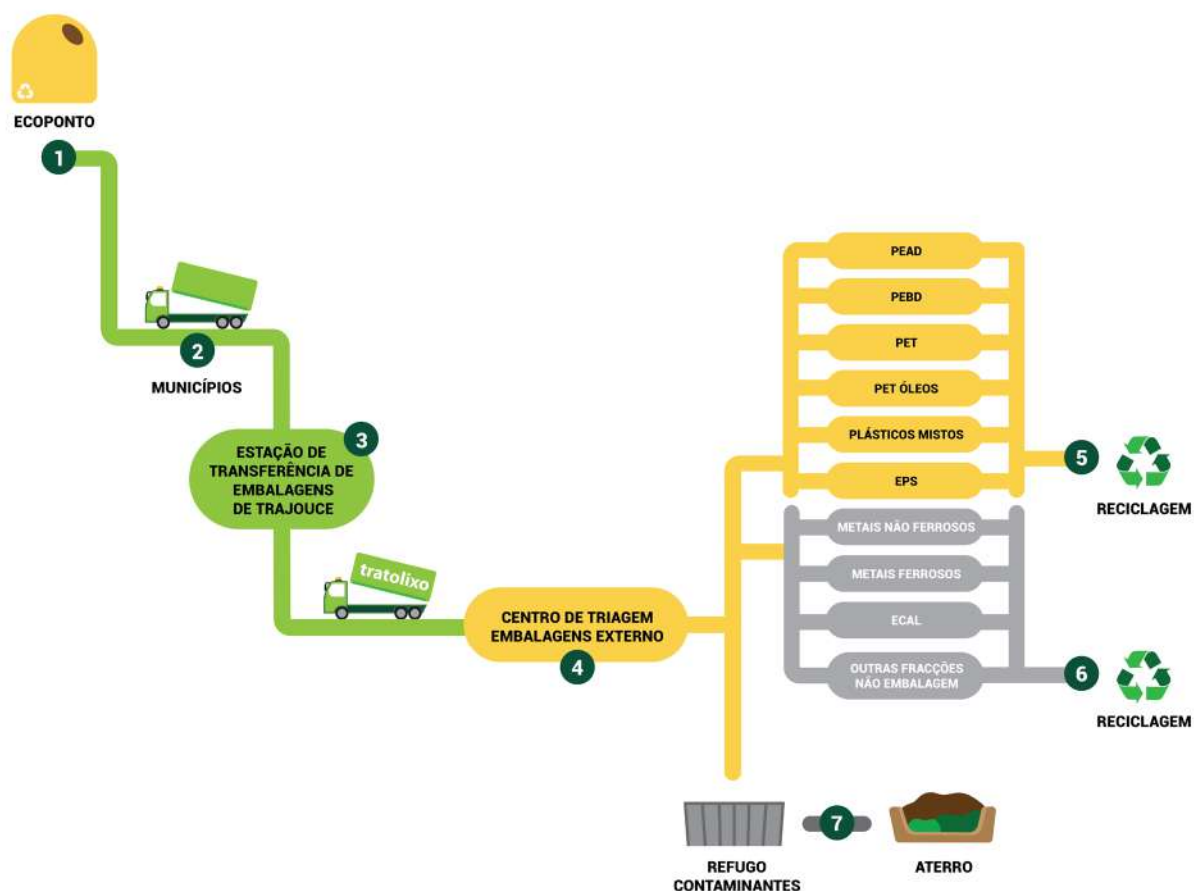 ECOPONTO
1
2
MUNICÍPIOS
3
ESTAÇÃO DE
TRANSFERÊNCIA DE
EMBALAGENS
DE TRAJOUCE
tratolixo
CENTRO DE TRIAGEM
EMBALAGENS EXTERNO
4
PEAD
PEBD
PET
PET ÓLEOS
PLÁSTICOS MISTOS
EPS
5
RECICLAGEM
METAIS NÃO FERROSOS
METAIS FERROSOS
ECAL
OUTRAS FRACÇÕES
NÃO EMBALAGEM
6
RECICLAGEM
REFUGO
CONTAMINANTES
7
ATERRO